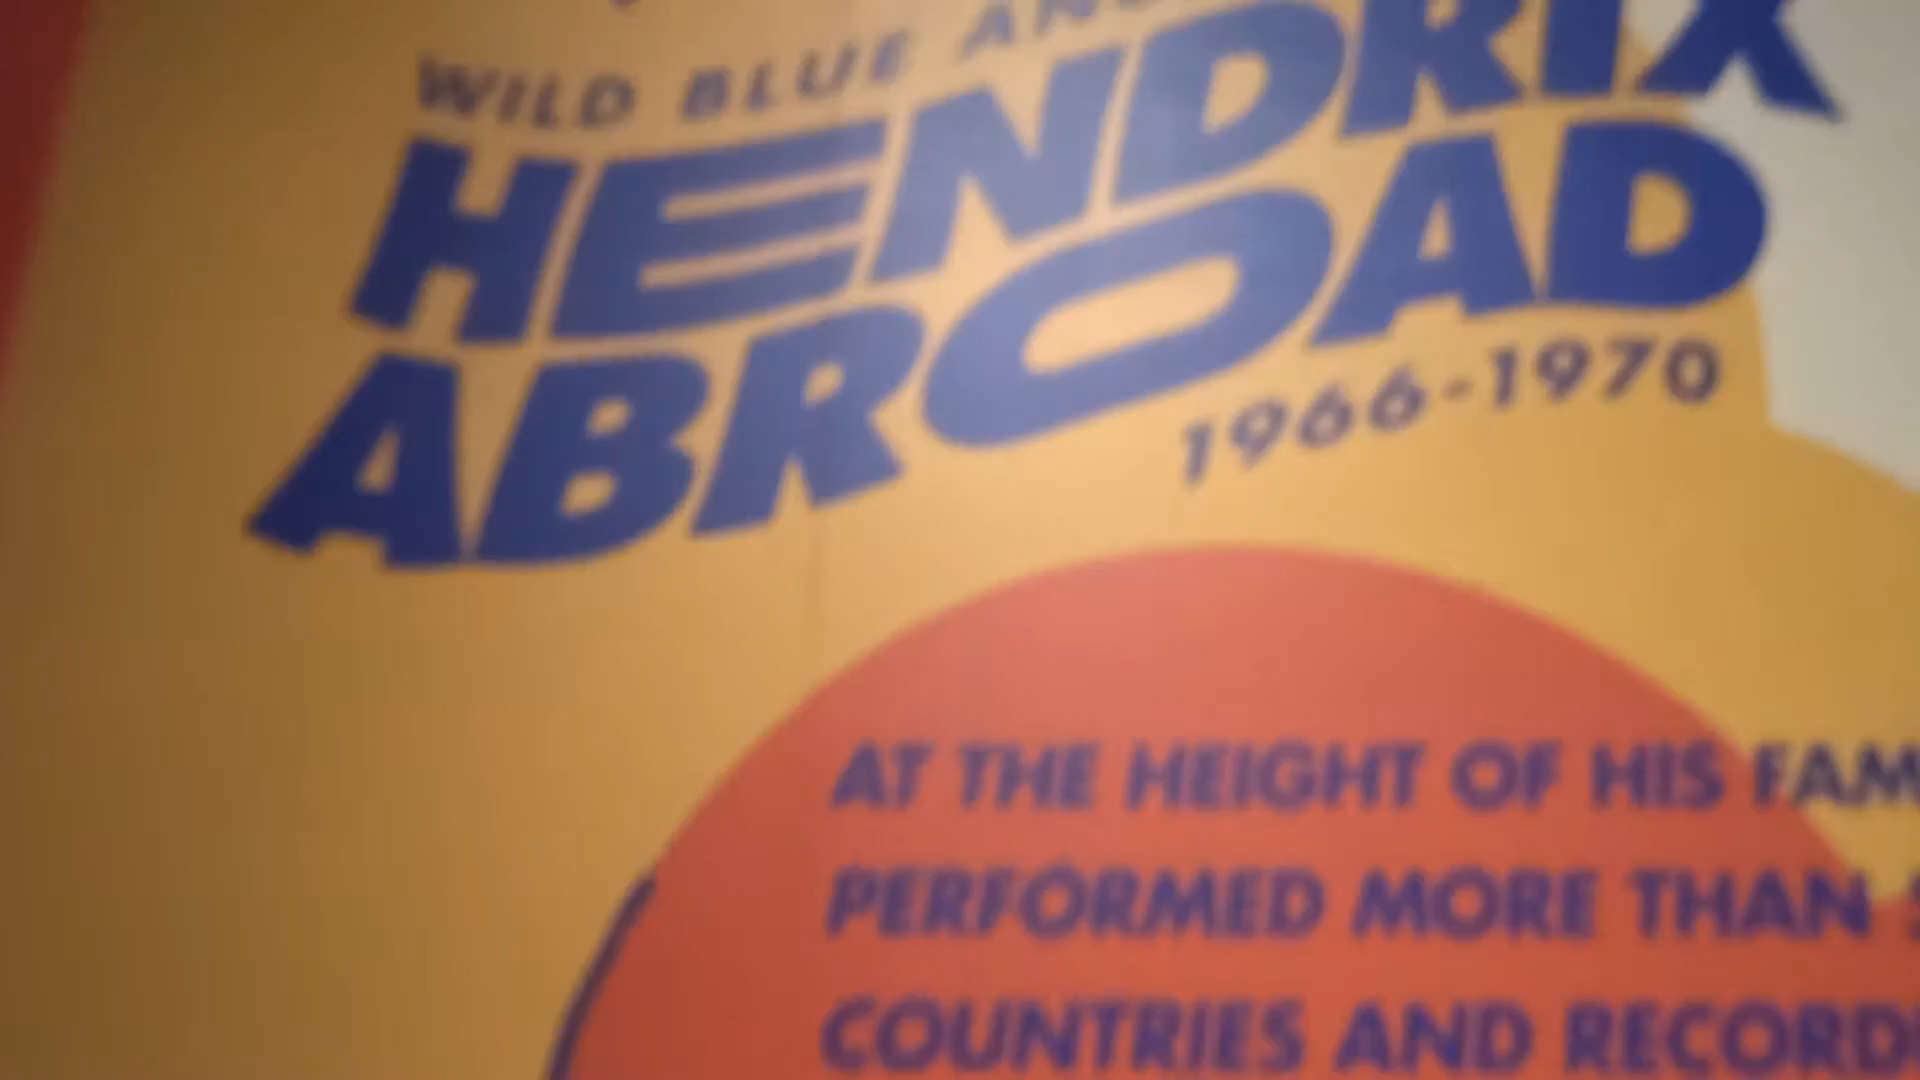 WILD BLUE
HENDRIX
ABROAD
1966-1970
AT THE HEIGHT OF HIS
PERFORMED MORE THAN
COUNTRIES AND